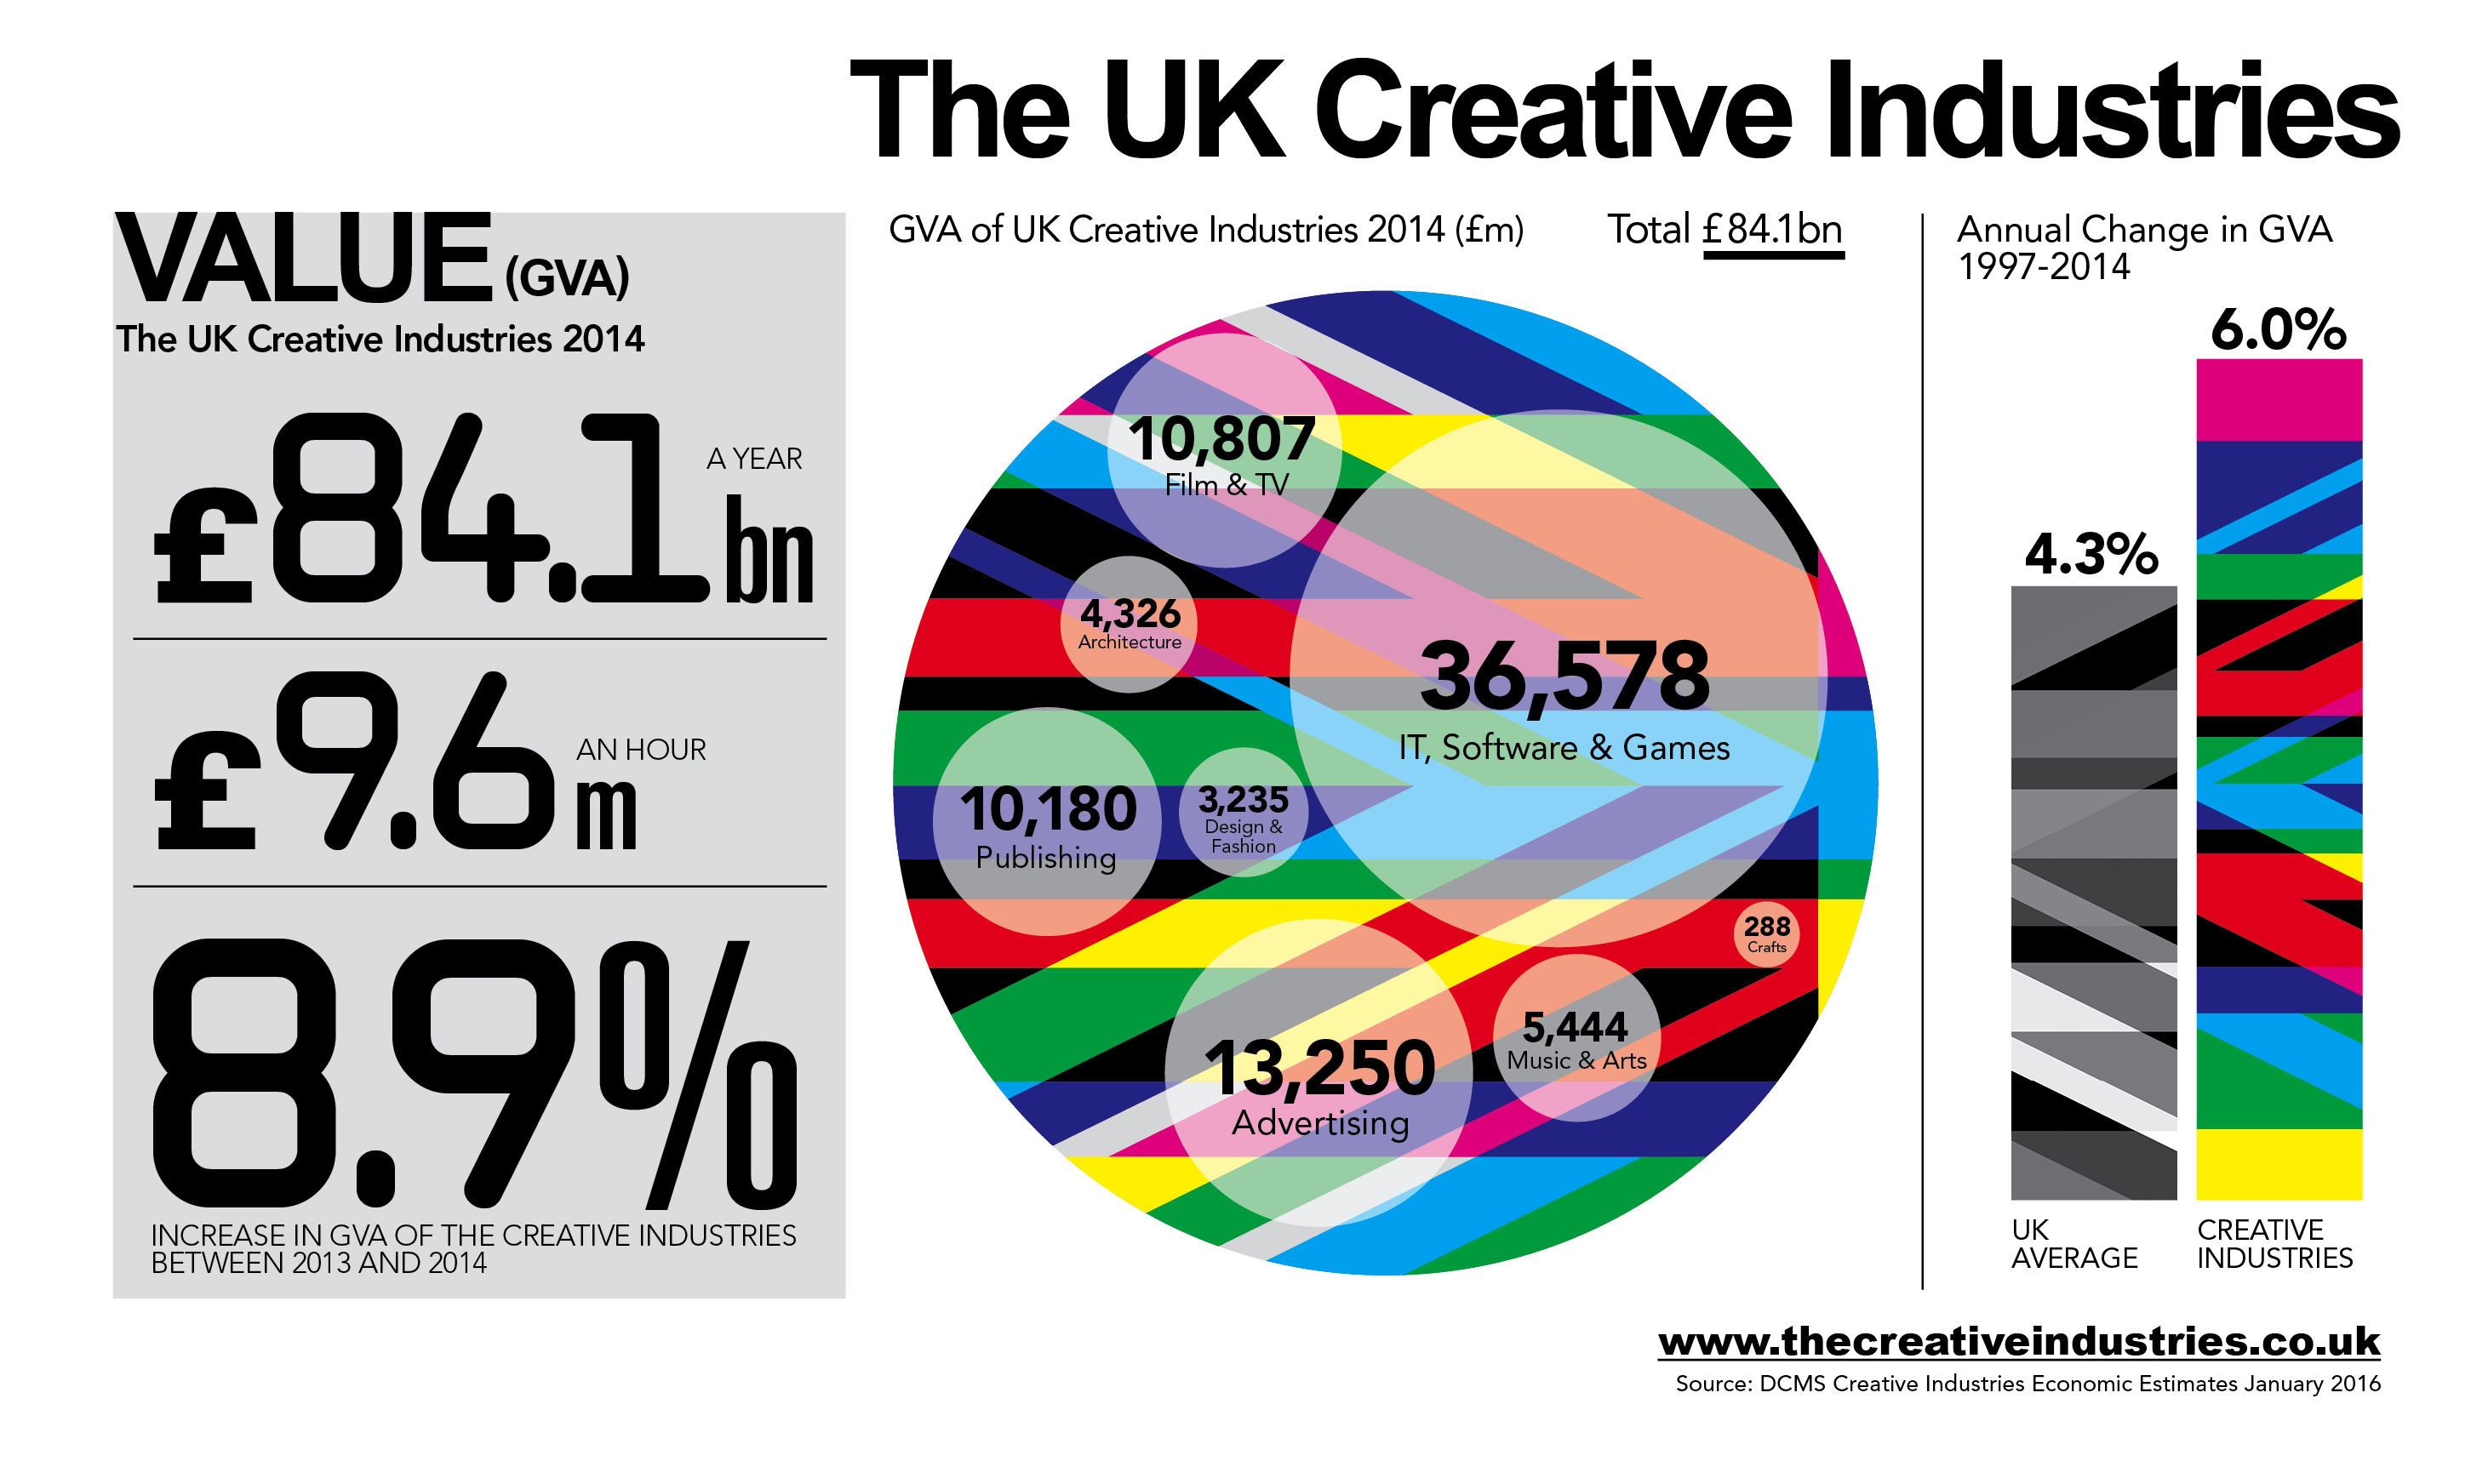 The UK Creative Industries
VALUE (GVA)
The UK Creative Industries 2014
£84.1bn A YEAR
£9.6m AN HOUR
8.9%
INCREASE IN GVA OF THE CREATIVE INDUSTRIES
BETWEEN 2013 AND 2014
GVA of UK Creative Industries 2014 (£m) Total £84.1bn
10,807
Film & TV
4,326
Architecture
36,578
IT, Software & Games
10,180
Publishing
3,235
Design &
Fashion
288
Crafts
13,250
Advertising
5,444
Music & Arts
Annual Change in GVA
1997-2014
6.0%
4.3%
UK
AVERAGE
CREATIVE
INDUSTRIES
www.thecreativeindustries.co.uk
Source: DCMS Creative Industries Economic Estimates January 2016